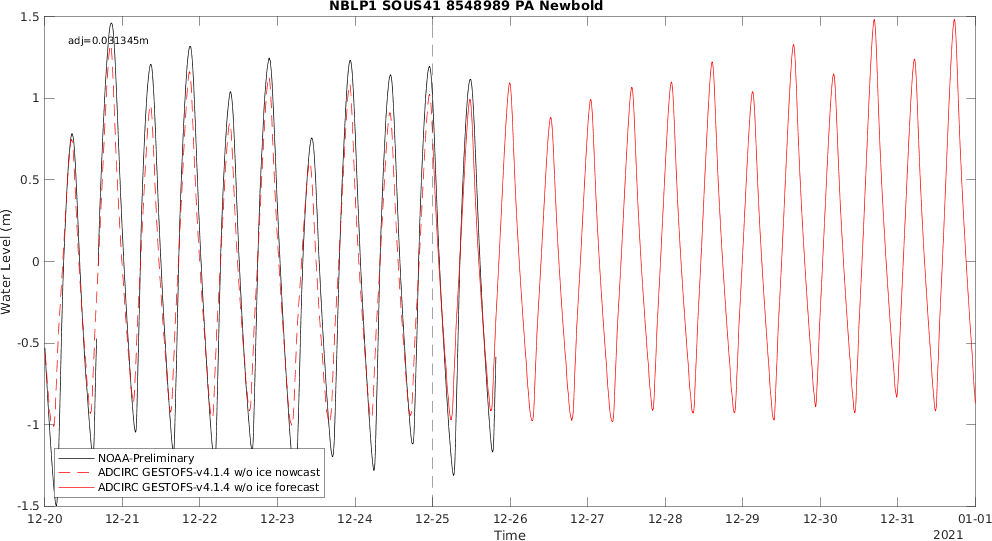 NBLP1 SOUS41 8548989 PA Newbold
adj=0.031345m
Water Level (m)
1.5
1
0.5
0
-0.5
-1
-1.5
NOAA-Preliminary
ADCIRC GESTOFS-v4.1.4 w/o ice nowcast
ADCIRC GESTOFS-v4.1.4 w/o ice forecast
12-20 12-21 12-22 12-23 12-24 12-25 12-26 12-27 12-28 12-29 12-30 12-31 01-01
Time
2021